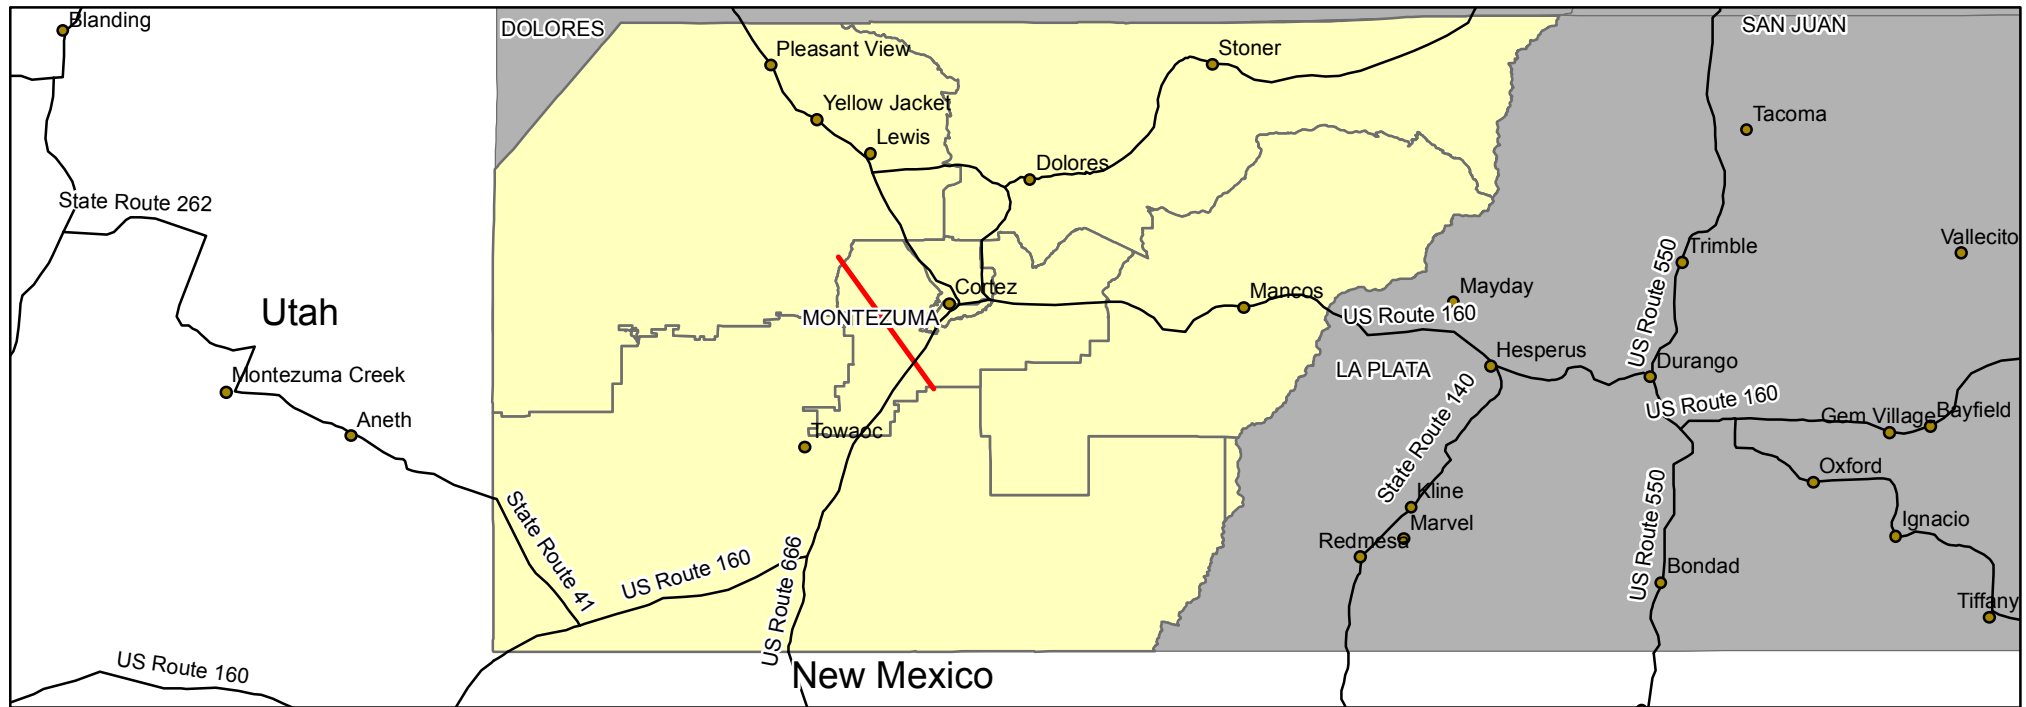 Blanding
DOLORES
SAN JUAN
Pleasant View
Stoner
Yellow Jacket
Tacoma
Lewis
Dolores
State Route 262
Vallecito
Trimble
US Route 550
Cortez
Mancos
Mayday
Utah
MONTEZUMA
US Route 160
Hesperus
Durango
LA PLATA
Montezuma Creek
State Route 140
US Route 160
Aneth
Gem Village
Bayfield
Towaoc
Oxford
Kline
State Route 41
Marvel
Ignacio
US Route 550
Redmesa
US Route 160
US Route 666
Bondad
Tiffany
US Route 160
New Mexico